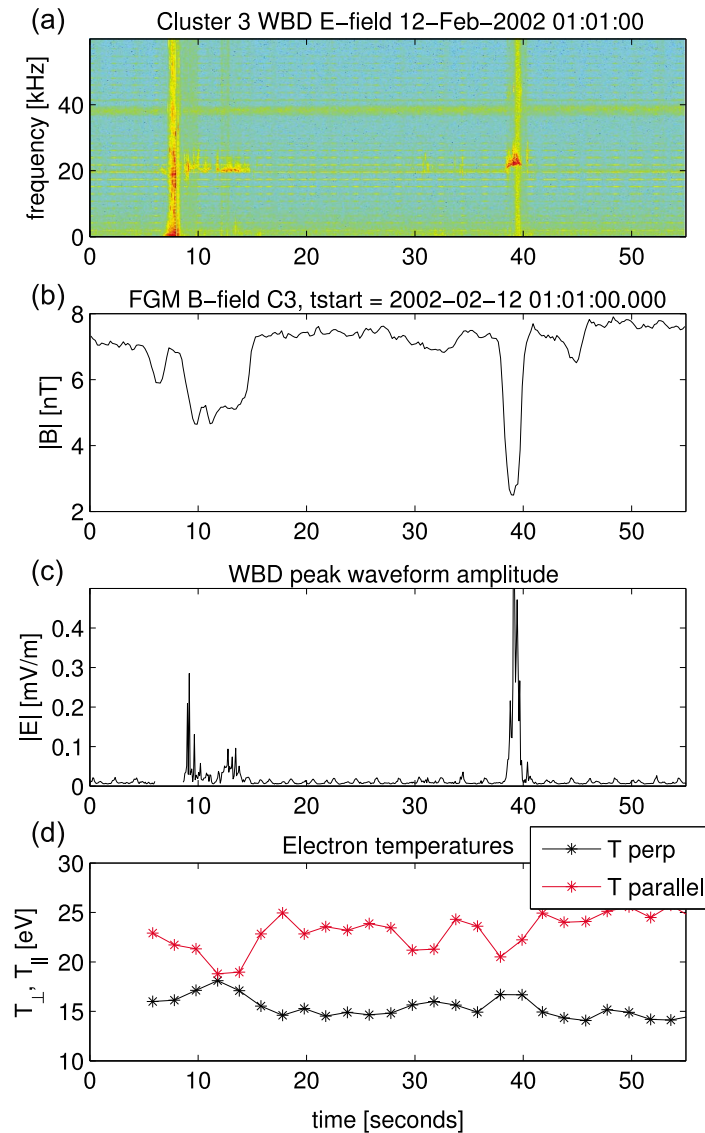 (a)
Cluster 3 WBD E−field 12−Feb−2002 01:01:00
frequency [kHz]
40
20
0
0 10 20 30 40 50
(b)
FGM B−field C3, tstart = 2002−02−12 01:01:00.000
|B| [nT]
8
6
4
2
0 10 20 30 40 50
(c)
WBD peak waveform amplitude
|E| [mV/m]
0.4
0.3
0.2
0.1
0
0 10 20 30 40 50
(d)
Electron temperatures
T perp
T parallel
T⊥, T|| [eV]
30
25
20
15
10
0 10 20 30 40 50
time [seconds]